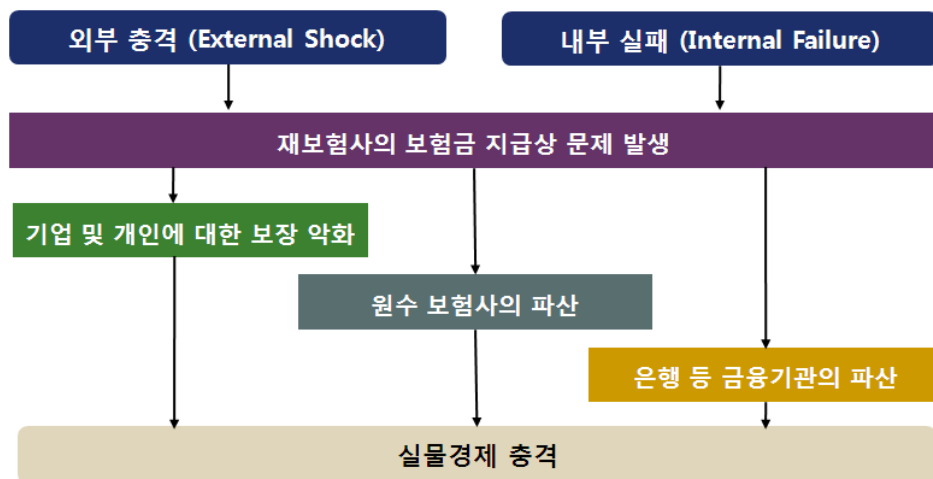 외부 충격 (External Shock)
내부 실패 (Internal Failure)
재보험사의 보험금 지급상 문제 발생
기업 및 개인에 대한 보장 악화
원수 보험사의 파산
은행 등 금융기관의 파산
실물경제 충격